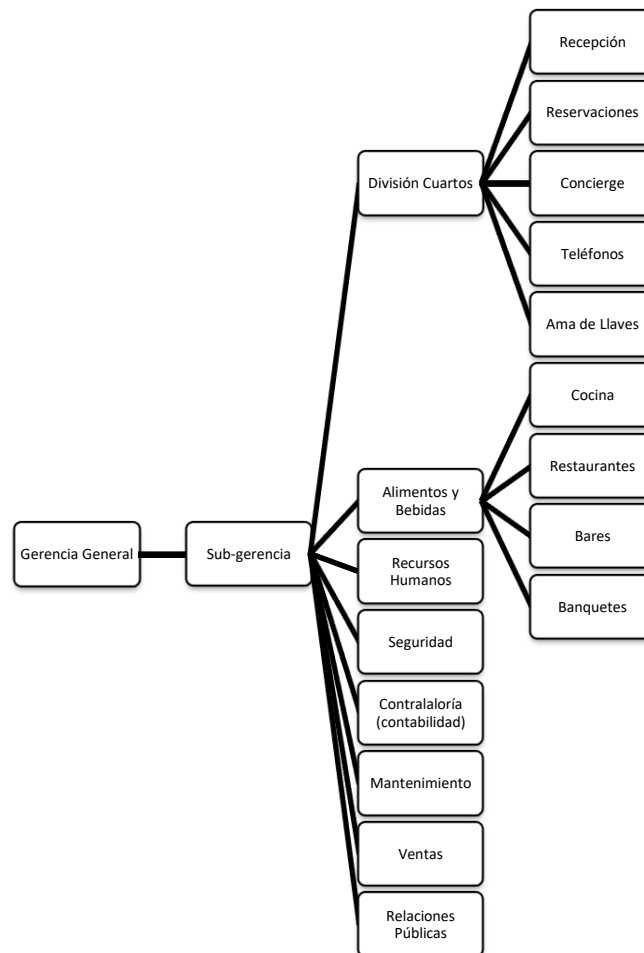 Recepción
Reservaciones
División Cuartos
Concierge
Teléfonos
Ama de Llaves
Cocina
Alimentos y
Bebidas
Restaurantes
Gerencia General
Sub-gerencia
Bares
Recursos
Humanos
Banquetes
Seguridad
Contralaloría
(contabilidad)
Mantenimiento
Ventas
Relaciones
Públicas